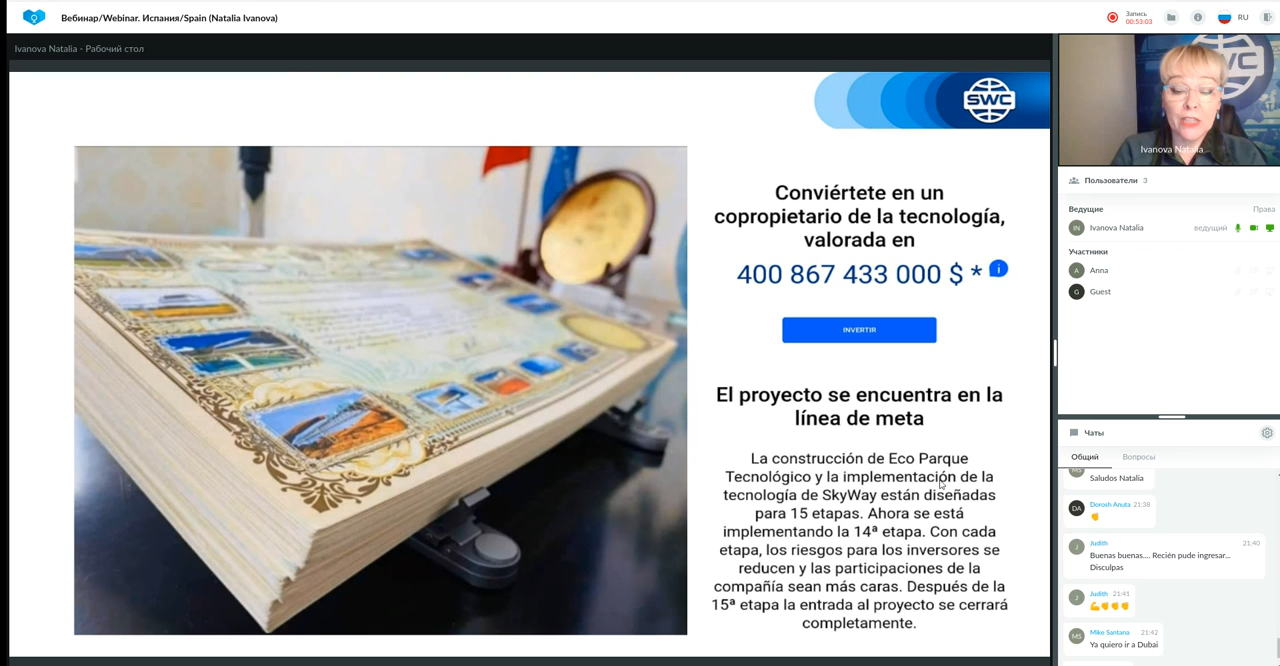 Вебинар/Webinar. Испания/Spain (Natalia Ivanova)
Запись
00:53:03
RU
Ivanova Natalia - Рабочий стол
SWC
Conviértete en un
copropietario de la tecnología,
valorada en
400 867 433 000 $ * i
INVERTIR
El proyecto se encuentra en la
línea de meta
La construcción de Eco Parque
Tecnológico y la implementación de la
tecnología de SkyWay están diseñadas
para 15 etapas. Ahora se está
implementando la 14ª etapa. Con cada
etapa, los riesgos para los inversores se
reducen y las participaciones de la
compañía sean más caras. Después de la
15ª etapa la entrada al proyecto se cerrará
completamente.
SWC
Ivanova Natalia
Пользователи 3
Ведущие Права
IN Ivanova Natalia ведущий
Участники
A Anna
G Guest
Чаты
Общий Вопросы
MS
Saludos Natalia
DA Dorosh Anuta 21:38
J Judith 21:40
Buenas buenas.... Recién pude ingresar...
Disculpas
J Judith 21:41
MS Mike Santana 21:42
Ya quiero ir a Dubai